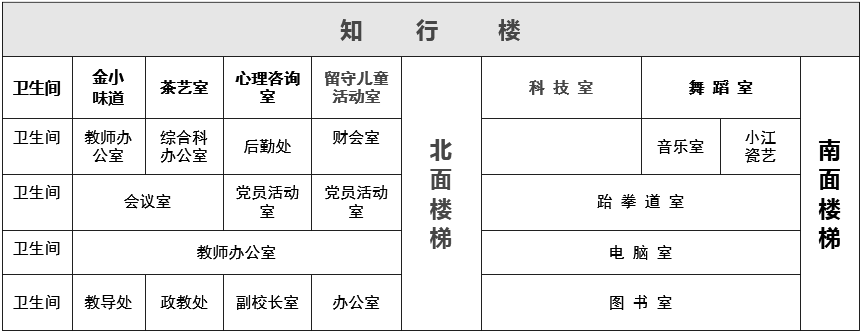 知 行 楼
卫生间 金小味道 茶艺室 心理咨询室 留守儿童活动室 科 技 室 舞 蹈 室
卫生间 教师办公室 综合科办公室 后勤处 财会室 音乐室 小江瓷艺
北面楼梯
南面楼梯
卫生间 会议室 党员活动室 党员活动室 跆 拳 道 室
卫生间 教师办公室 电 脑 室
卫生间 教导处 政教处 副校长室 办公室 图 书 室